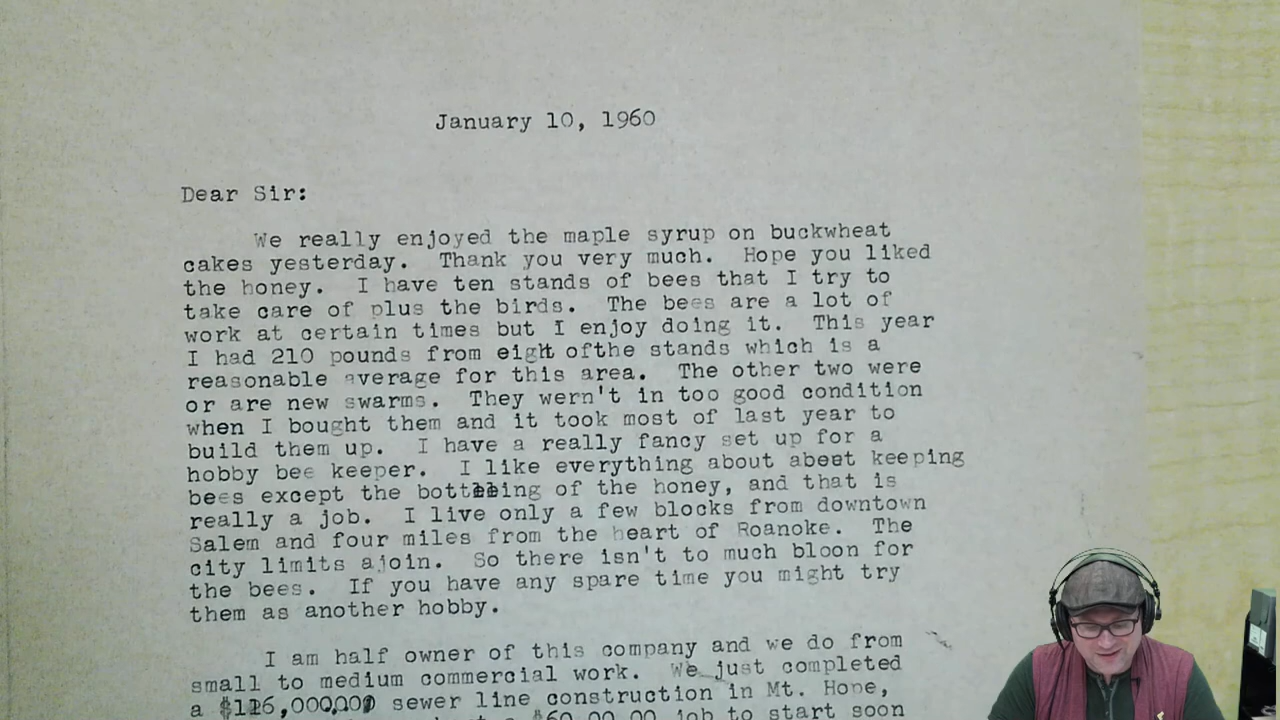 January 10, 1960
Dear Sir:
We really enjoyed the maple syrup on buckwheat
cakes yesterday. Thank you very much. Hope you liked
the honey. I have ten stands of bees that I try to
take care of plus the birds. The bees are a lot of
work at certain times but I enjoy doing it. This year
I had 210 pounds from eight ofthe stands which is a
reasonable average for this area. The other two were
or are new swarms. They wern't in too good condition
when I bought them and it took most of last year to
build them up. I have a really fancy set up for a
hobby bee keeper. I like everything about keeping
bees except the of the honey, and that is
really a job. I live only a few blocks from downtown
Salem and four miles from the heart of Roanoke. The
city limits ajoin. So there isn't to much bloon for
the bees. If you have any spare time you might try
them as another hobby.
I am half owner of this company and we do from
small to medium commercial work. We just completed
a sewer line construction in Mt. Hope,
job to start soon